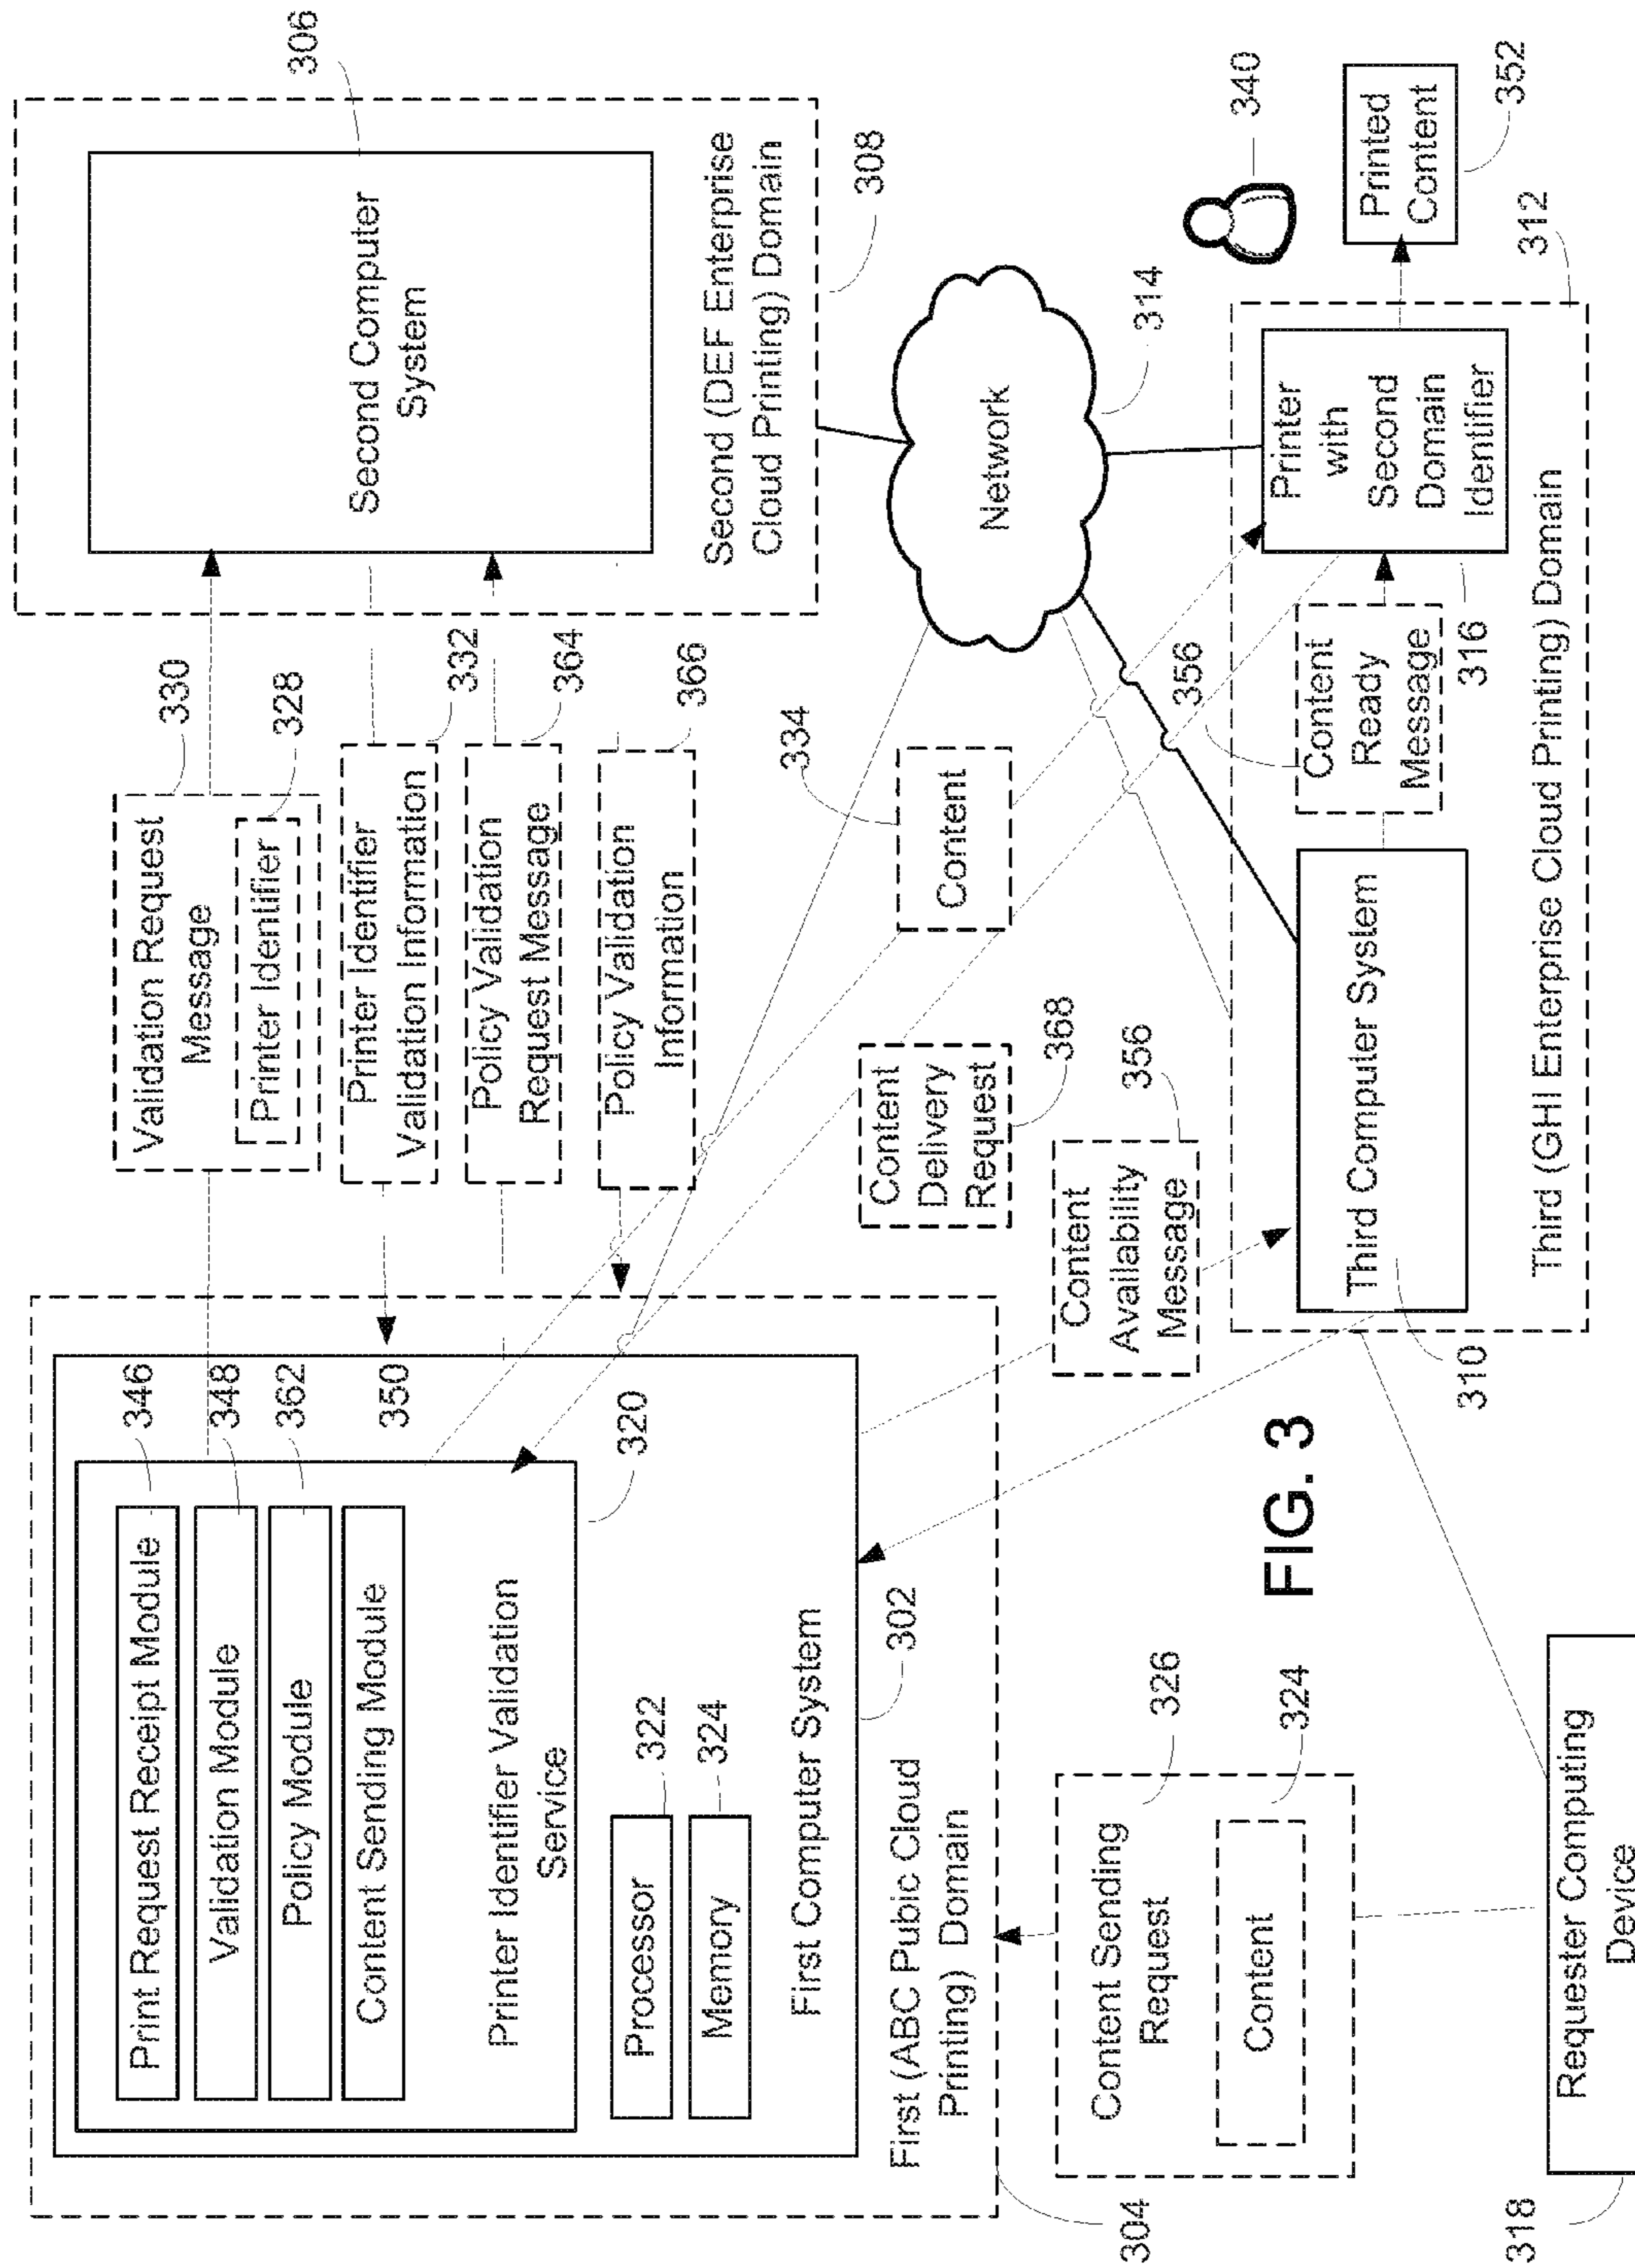 306
Second Computer
System
Second (DEF Enterprise
Cloud Printing) Domain
308
330
Validation Request
Message
328
Printer Identifier
332
Printer Identifier
Validation Information
364
Policy Validation
Request Message
366
Policy Validation
Information
346
Print Request Receipt Module
348
Validation Module
362
Policy Module
350
Content Sending Module
Printer Identifier Validation
Service
320
Processor
322
Memory
324
First Computer System
302
First (ABC Pubic Cloud
Printing) Domain
304
334
Content
Content
Delivery
Request
368
Content
Availability
Message
356
Network
314
340
Printed
Content
352
312
Printer
with
Second
Domain
Identifier
316
356
Content
Ready
Message
Third Computer System
310
Third (GHI Enterprise Cloud Printing) Domain
Content Sending
Request
326
Content
324
Requester Computing
Device
318
FIG. 3